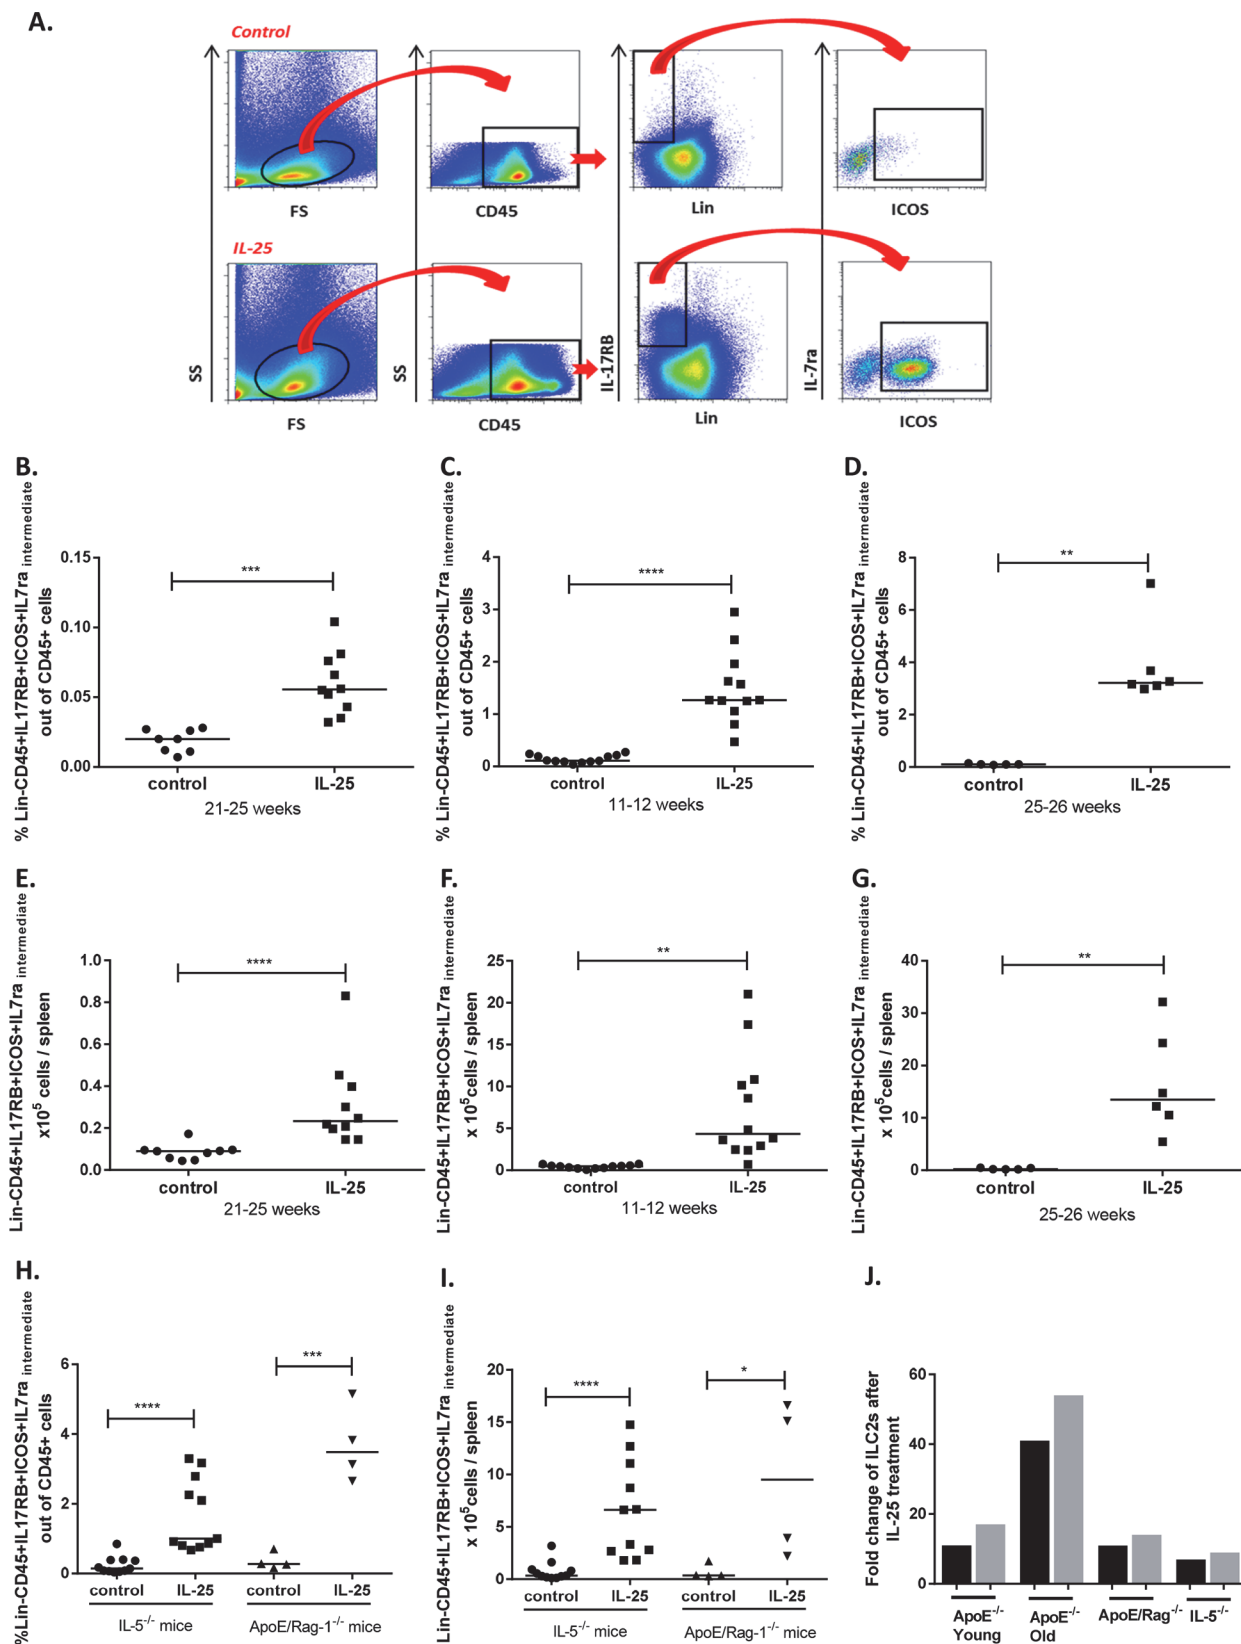 A.
Control
SS
FS
SS
CD45
IL-17RB
Lin
IL-7ra
ICOS
IL-25
FS
CD45
Lin
ICOS
B.
% Lin-CD45+IL17RB+ICOS+IL7ra intermediate
out of CD45+ cells
0.15
0.10
0.05
0.00
***
control
IL-25
21-25 weeks
C.
% Lin-CD45+IL17RB+ICOS+IL7ra intermediate
out of CD45+ cells
4
3
2
1
0
****
control
IL-25
11-12 weeks
D.
% Lin-CD45+IL17RB+ICOS+IL7ra intermediate
out of CD45+ cells
8
6
4
2
0
**
control
IL-25
25-26 weeks
E.
Lin-CD45+IL17RB+ICOS+IL7ra intermediate
x10⁵ cells / spleen
1.0
0.8
0.6
0.4
0.2
0.0
****
control
IL-25
21-25 weeks
F.
Lin-CD45+IL17RB+ICOS+IL7ra intermediate
x 10⁵cells / spleen
25
20
15
10
5
0
**
control
IL-25
11-12 weeks
G.
Lin-CD45+IL17RB+ICOS+IL7ra intermediate
x 10⁵cells / spleen
40
30
20
10
0
**
control
IL-25
25-26 weeks
H.
%Lin-CD45+IL17RB+ICOS+IL7ra intermediate
out of CD45+ cells
6
4
2
0
****
***
control
IL-25
control
IL-25
IL-5⁻/⁻ mice
ApoE/Rag-1⁻/⁻ mice
I.
Lin-CD45+IL17RB+ICOS+IL7ra intermediate
x 10⁵cells / spleen
20
15
10
5
0
****
*
control
IL-25
control
IL-25
IL-5⁻/⁻ mice
ApoE/Rag-1⁻/⁻ mice
J.
Fold change of ILC2s after
IL-25 treatment
60
40
20
0
ApoE⁻/⁻
Young
ApoE⁻/⁻
Old
ApoE/Rag⁻/⁻
IL-5⁻/⁻